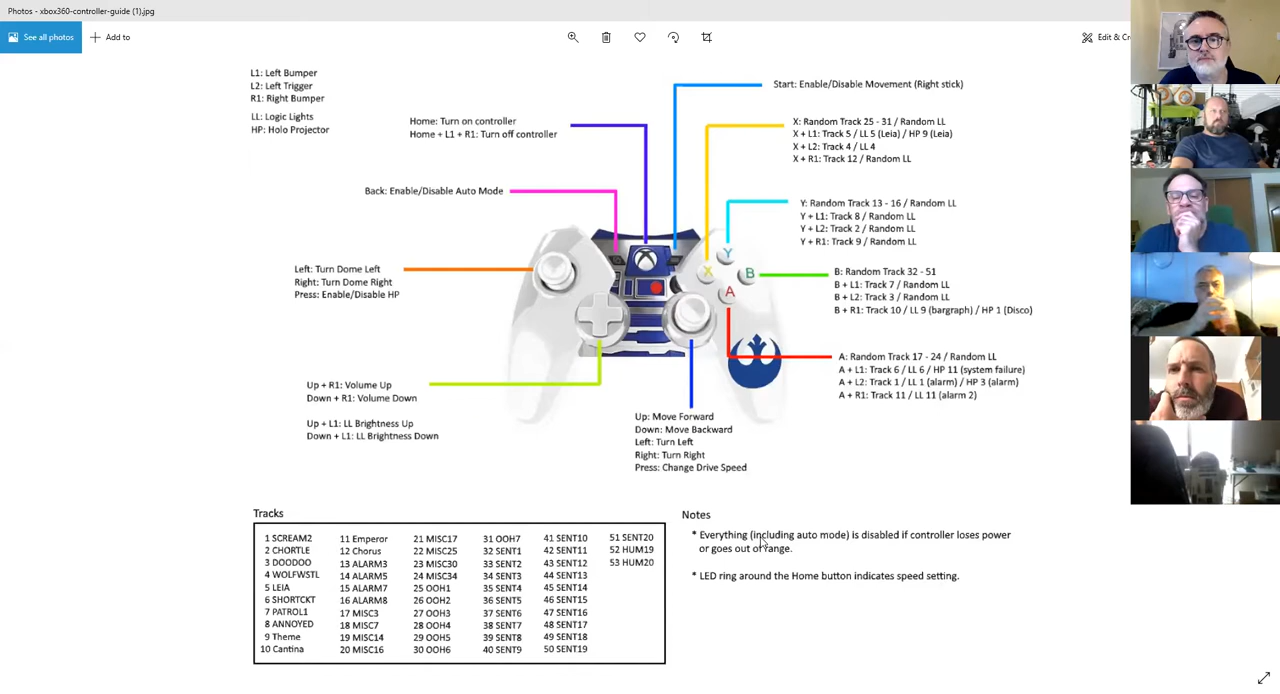 Photos - xbox360-controller-guide (1).jpg
See all photos
Add to
Edit & Cr
L1: Left Bumper
L2: Left Trigger
R1: Right Bumper
LL: Logic Lights
HP: Holo Projector
Home: Turn on controller
Home + L1 + R1: Turn off controller
Back: Enable/Disable Auto Mode
Left: Turn Dome Left
Right: Turn Dome Right
Press: Enable/Disable HP
Up + R1: Volume Up
Down + R1: Volume Down
Up + L1: LL Brightness Up
Down + L1: LL Brightness Down
Start: Enable/Disable Movement (Right stick)
X: Random Track 25 - 31 / Random LL
X + L1: Track 5 / LL 5 (Leia) / HP 9 (Leia)
X + L2: Track 4 / LL 4
X + R1: Track 12 / Random LL
Y: Random Track 13 - 16 / Random LL
Y + L1: Track 8 / Random LL
Y + L2: Track 2 / Random LL
Y + R1: Track 9 / Random LL
Y
X
B
A
B: Random Track 32 - 51
B + L1: Track 7 / Random LL
B + L2: Track 3 / Random LL
B + R1: Track 10 / LL 9 (bargraph) / HP 1 (Disco)
A: Random Track 17 - 24 / Random LL
A + L1: Track 6 / LL 6 / HP 11 (system failure)
A + L2: Track 1 / LL 1 (alarm) / HP 3 (alarm)
A + R1: Track 11 / LL 11 (alarm 2)
Up: Move Forward
Down: Move Backward
Left: Turn Left
Right: Turn Right
Press: Change Drive Speed
Tracks
1 SCREAM2
2 CHORTLE
3 DOODOO
4 WOLFWSTL
5 LEIA
6 SHORTCKT
7 PATROL1
8 ANNOYED
9 Theme
10 Cantina
11 Emperor
12 Chorus
13 ALARM3
14 ALARM5
15 ALARM7
16 ALARM8
17 MISC3
18 MISC7
19 MISC14
20 MISC16
21 MISC17
22 MISC25
23 MISC30
24 MISC34
25 OOH1
26 OOH2
27 OOH3
28 OOH4
29 OOH5
30 OOH6
31 OOH7
32 SENT1
33 SENT2
34 SENT3
35 SENT4
36 SENT5
37 SENT6
38 SENT7
39 SENT8
40 SENT9
41 SENT10
42 SENT11
43 SENT12
44 SENT13
45 SENT14
46 SENT15
47 SENT16
48 SENT17
49 SENT18
50 SENT19
51 SENT20
52 HUM19
53 HUM20
Notes
* Everything (including auto mode) is disabled if controller loses power
or goes out of range.
* LED ring around the Home button indicates speed setting.